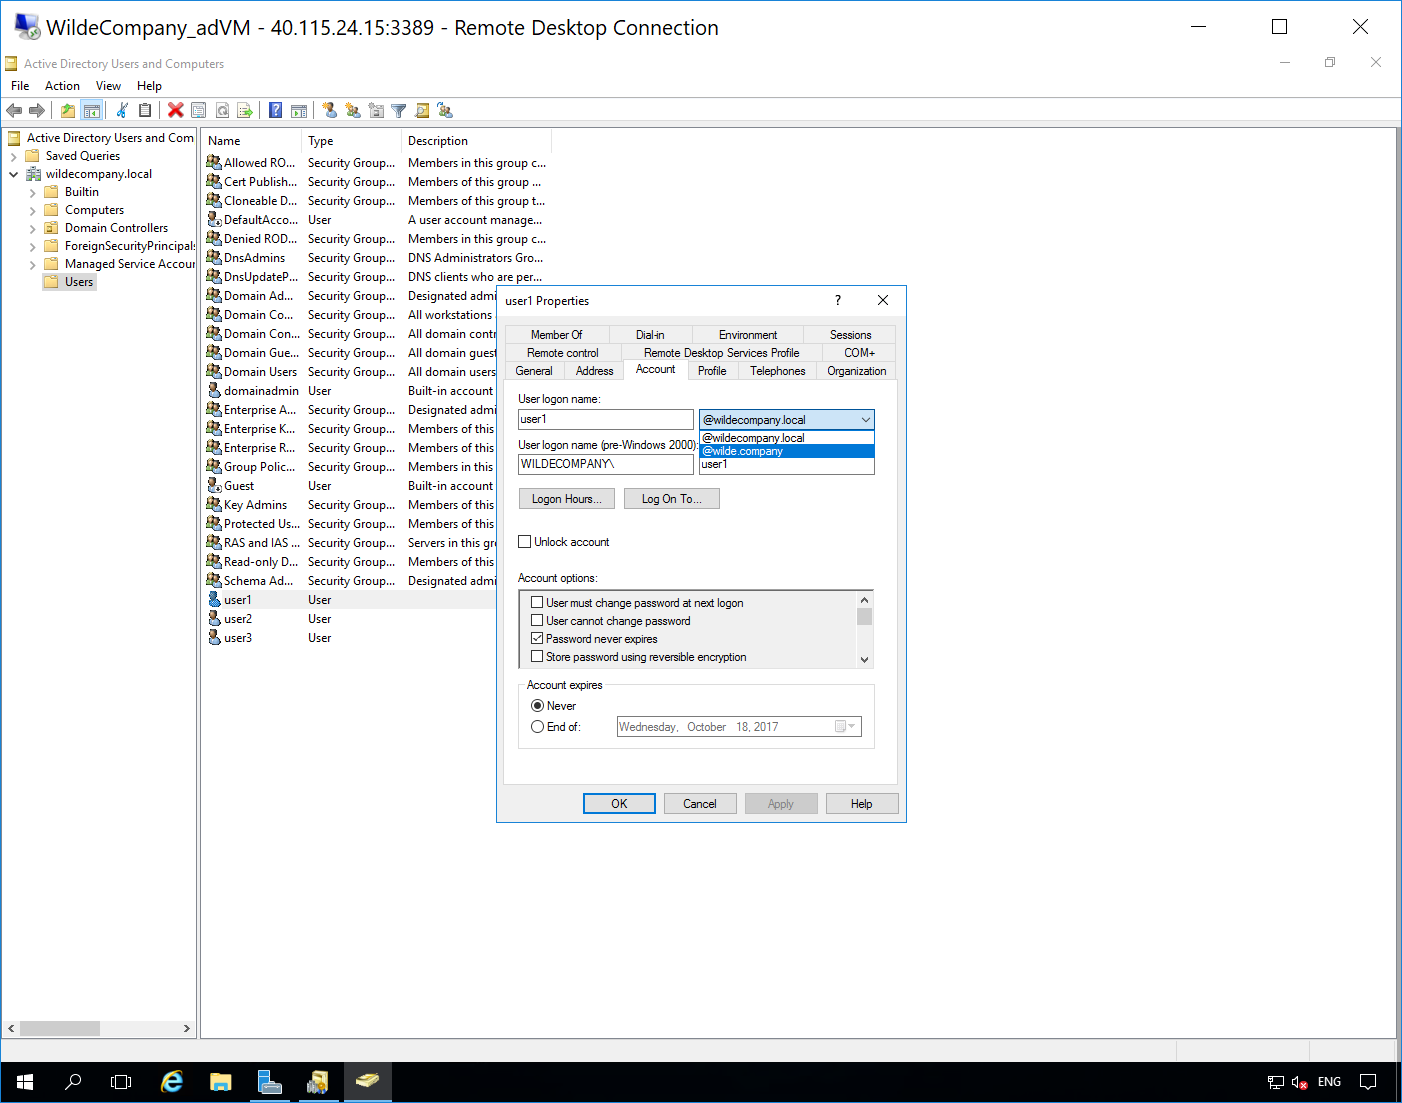 WildeCompany_adVM - 40.115.24.15:3389 - Remote Desktop Connection
Active Directory Users and Computers
File Action View Help
Active Directory Users and Com
Saved Queries
wildecompany.local
Builtin
Computers
Domain Controllers
ForeignSecurityPrincipals
Managed Service Accour
Users
Name Type Description
Allowed RO... Security Group... Members in this group c...
Cert Publish... Security Group... Members of this group ...
Cloneable D... Security Group... Members of this group t...
DefaultAcco... User A user account manage...
Denied ROD... Security Group... Members in this group c...
DnsAdmins Security Group... DNS Administrators Gro...
DnsUpdateP... Security Group... DNS clients who are per...
Domain Ad... Security Group... Designated admi
Domain Co... Security Group... All workstations
Domain Con... Security Group... All domain contr
Domain Gue... Security Group... All domain guest
Domain Users Security Group... All domain users
domainadmin User Built-in account
Enterprise A... Security Group... Designated admi
Enterprise K... Security Group... Members of this
Enterprise R... Security Group... Members of this
Group Polic... Security Group... Members in this
Guest User Built-in account
Key Admins Security Group... Members of this
Protected Us... Security Group... Members of this
RAS and IAS ... Security Group... Servers in this gr
Read-only D... Security Group... Members of this
Schema Ad... Security Group... Designated admi
user1 User
user2 User
user3 User
user1 Properties
Member Of Dial-in Environment Sessions
Remote control Remote Desktop Services Profile COM+
General Address Account Profile Telephones Organization
User logon name:
user1 @wildecompany.local
@wildecompany.local
User logon name (pre-Windows 2000): @wilde.company
WILDECOMPANY\ user1
Logon Hours... Log On To...
Unlock account
Account options:
User must change password at next logon
User cannot change password
Password never expires
Store password using reversible encryption
Account expires
Never
End of: Wednesday, October 18, 2017
OK Cancel Apply Help
ENG